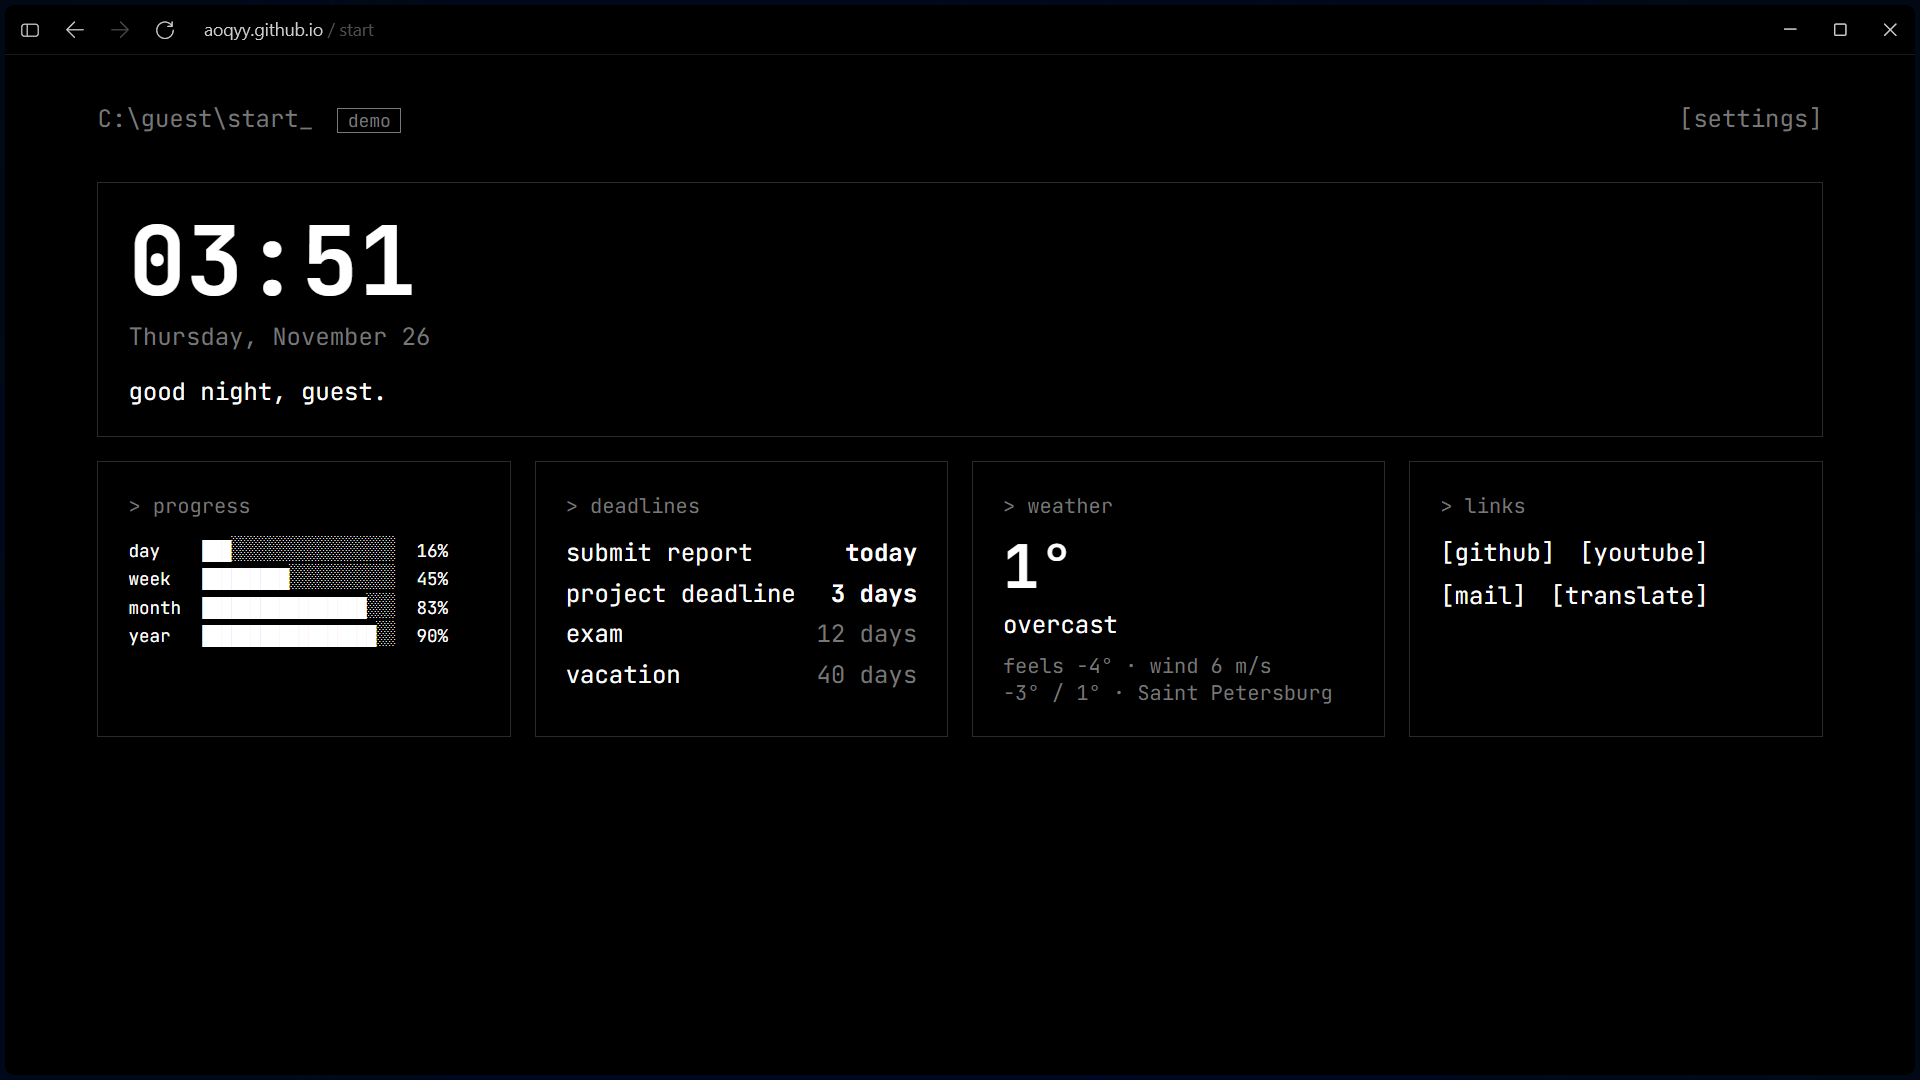 aoqyy.github.io / start
C:\guest\start_ demo [settings]
03:51
Thursday, November 26
good night, guest.
> progress
day 16%
week 45%
month 83%
year 90%
> deadlines
submit report today
project deadline 3 days
exam 12 days
vacation 40 days
> weather
1°
overcast
feels -4° · wind 6 m/s
-3° / 1° · Saint Petersburg
> links
[github] [youtube]
[mail] [translate]